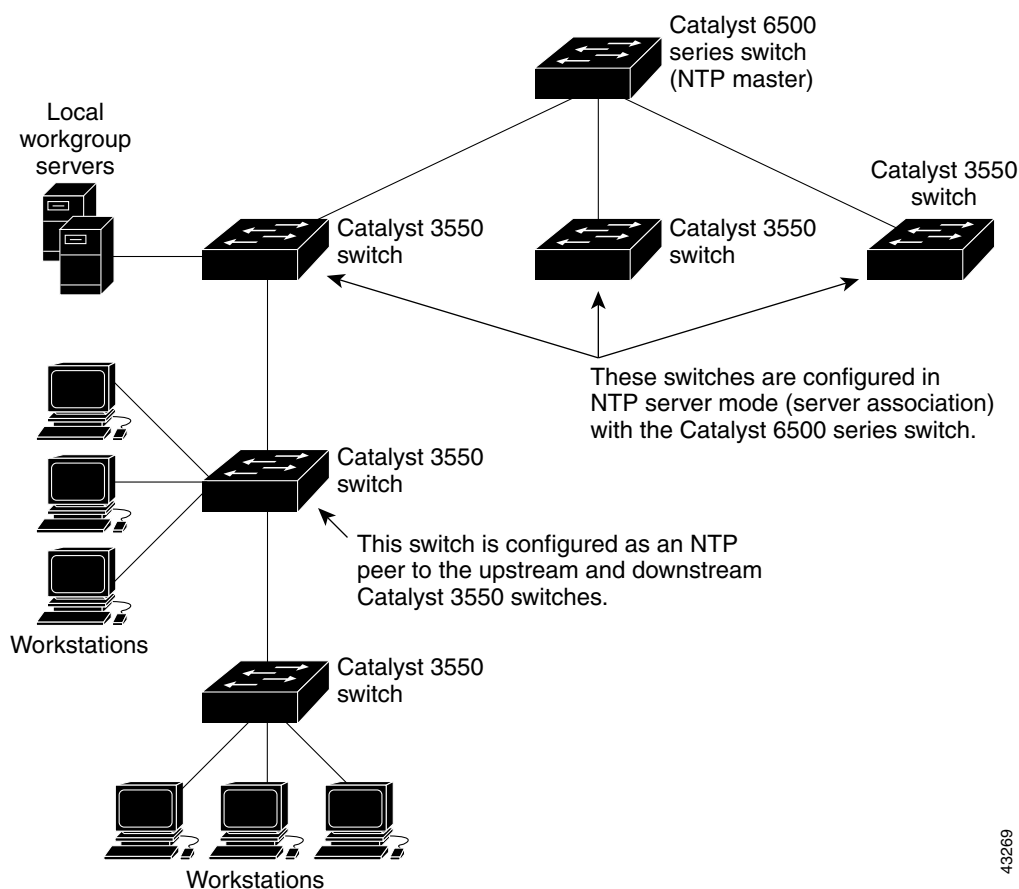 Catalyst 6500
series switch
(NTP master)
Local
workgroup
servers
Catalyst 3550
switch
Catalyst 3550
switch
Catalyst 3550
switch
These switches are configured in
NTP server mode (server association)
with the Catalyst 6500 series switch.
Catalyst 3550
switch
This switch is configured as an NTP
peer to the upstream and downstream
Catalyst 3550 switches.
Workstations
Catalyst 3550
switch
Workstations
43269